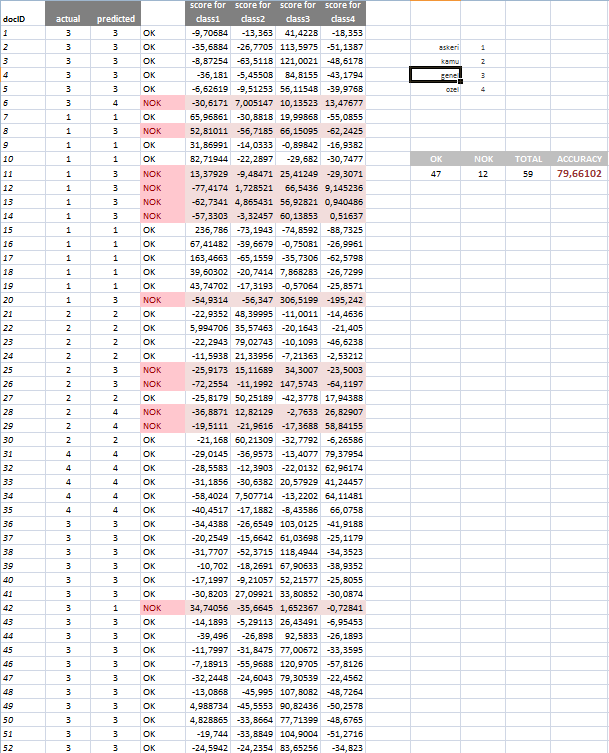 score for score for score for score for
docID actual predicted class1 class2 class3 class4
1 3 3 OK -9,70684 -13,363 41,4228 -18,353
2 3 3 OK -35,6884 -26,7705 113,5975 -51,1387 askeri 1
3 3 3 OK -8,87254 -63,5118 121,0021 -48,6178 kamu 2
4 3 3 OK -36,181 -5,45508 84,8155 -43,1794 genel 3
5 3 3 OK -6,62619 -9,51253 56,11548 -39,9768 ozel 4
6 3 4 NOK -30,6171 7,005147 10,13523 13,47677
7 1 1 OK 65,96861 -30,8818 19,99868 -55,0855
8 1 3 NOK 52,81011 -56,7185 66,15095 -62,2425
9 1 1 OK 31,86991 -14,0333 -0,89842 -16,9382
10 1 1 OK 82,71944 -22,2897 -29,682 -30,7477 OK NOK TOTAL ACCURACY
11 1 3 NOK 13,37929 -9,48471 25,41249 -29,3071 47 12 59 79,66102
12 1 3 NOK -77,4174 1,728521 66,5436 9,145236
13 1 3 NOK -62,7341 4,865431 56,92821 0,940486
14 1 3 NOK -57,3303 -3,32457 60,13853 0,51637
15 1 1 OK 236,786 -73,1943 -74,8592 -88,7325
16 1 1 OK 67,41482 -39,6679 -0,75081 -26,9961
17 1 1 OK 163,4663 -65,1559 -35,7306 -62,5798
18 1 1 OK 39,60302 -20,7414 7,868283 -26,7299
19 1 1 OK 43,74702 -17,3193 -0,57064 -25,8571
20 1 3 NOK -54,9314 -56,347 306,5199 -195,242
21 2 2 OK -22,9352 48,39995 -11,0011 -14,4636
22 2 2 OK 5,994706 35,57463 -20,1643 -21,405
23 2 2 OK -22,2943 79,02743 -10,1093 -46,6238
24 2 2 OK -11,5938 21,33956 -7,21363 -2,53212
25 2 3 NOK -25,9173 15,11689 34,3007 -23,5003
26 2 3 NOK -72,2554 -11,1992 147,5743 -64,1197
27 2 2 OK -25,8179 50,25189 -42,3778 17,94388
28 2 4 NOK -36,8871 12,82129 -2,7633 26,82907
29 2 4 NOK -19,5111 -21,9616 -17,3688 58,84155
30 2 2 OK -21,168 60,21309 -32,7792 -6,26586
31 4 4 OK -29,0145 -36,9573 -13,4077 79,37954
32 4 4 OK -28,5583 -12,3903 -22,0132 62,96174
33 4 4 OK -31,1856 -30,6382 20,57929 41,24457
34 4 4 OK -58,4024 7,507714 -13,2202 64,11481
35 4 4 OK -40,4517 -17,1882 -8,43586 66,0758
36 3 3 OK -34,4388 -26,6549 103,0125 -41,9188
37 3 3 OK -20,2549 -15,6642 61,03698 -25,1179
38 3 3 OK -31,7707 -52,3715 118,4944 -34,3523
39 3 3 OK -10,702 -18,2691 67,90633 -38,9352
40 3 3 OK -17,1997 -9,21057 52,21577 -25,8055
41 3 3 OK -30,8203 27,09921 33,80852 -30,0874
42 3 1 NOK 34,74056 -35,6645 1,652367 -0,72841
43 3 3 OK -14,1893 -5,29113 26,43491 -6,95453
44 3 3 OK -39,496 -26,898 92,5833 -26,1893
45 3 3 OK -11,7997 -31,8475 77,00672 -33,3595
46 3 3 OK -7,18913 -55,9688 120,9705 -57,8126
47 3 3 OK -32,2448 -24,6043 79,30539 -22,4562
48 3 3 OK -13,0868 -45,995 107,8082 -48,7264
49 3 3 OK 4,988734 -45,5553 90,82436 -50,2578
50 3 3 OK 4,828865 -33,8664 77,71399 -48,6765
51 3 3 OK -19,744 -33,8849 104,9004 -51,2716
52 3 3 OK -24,5942 -24,2354 83,65256 -34,823